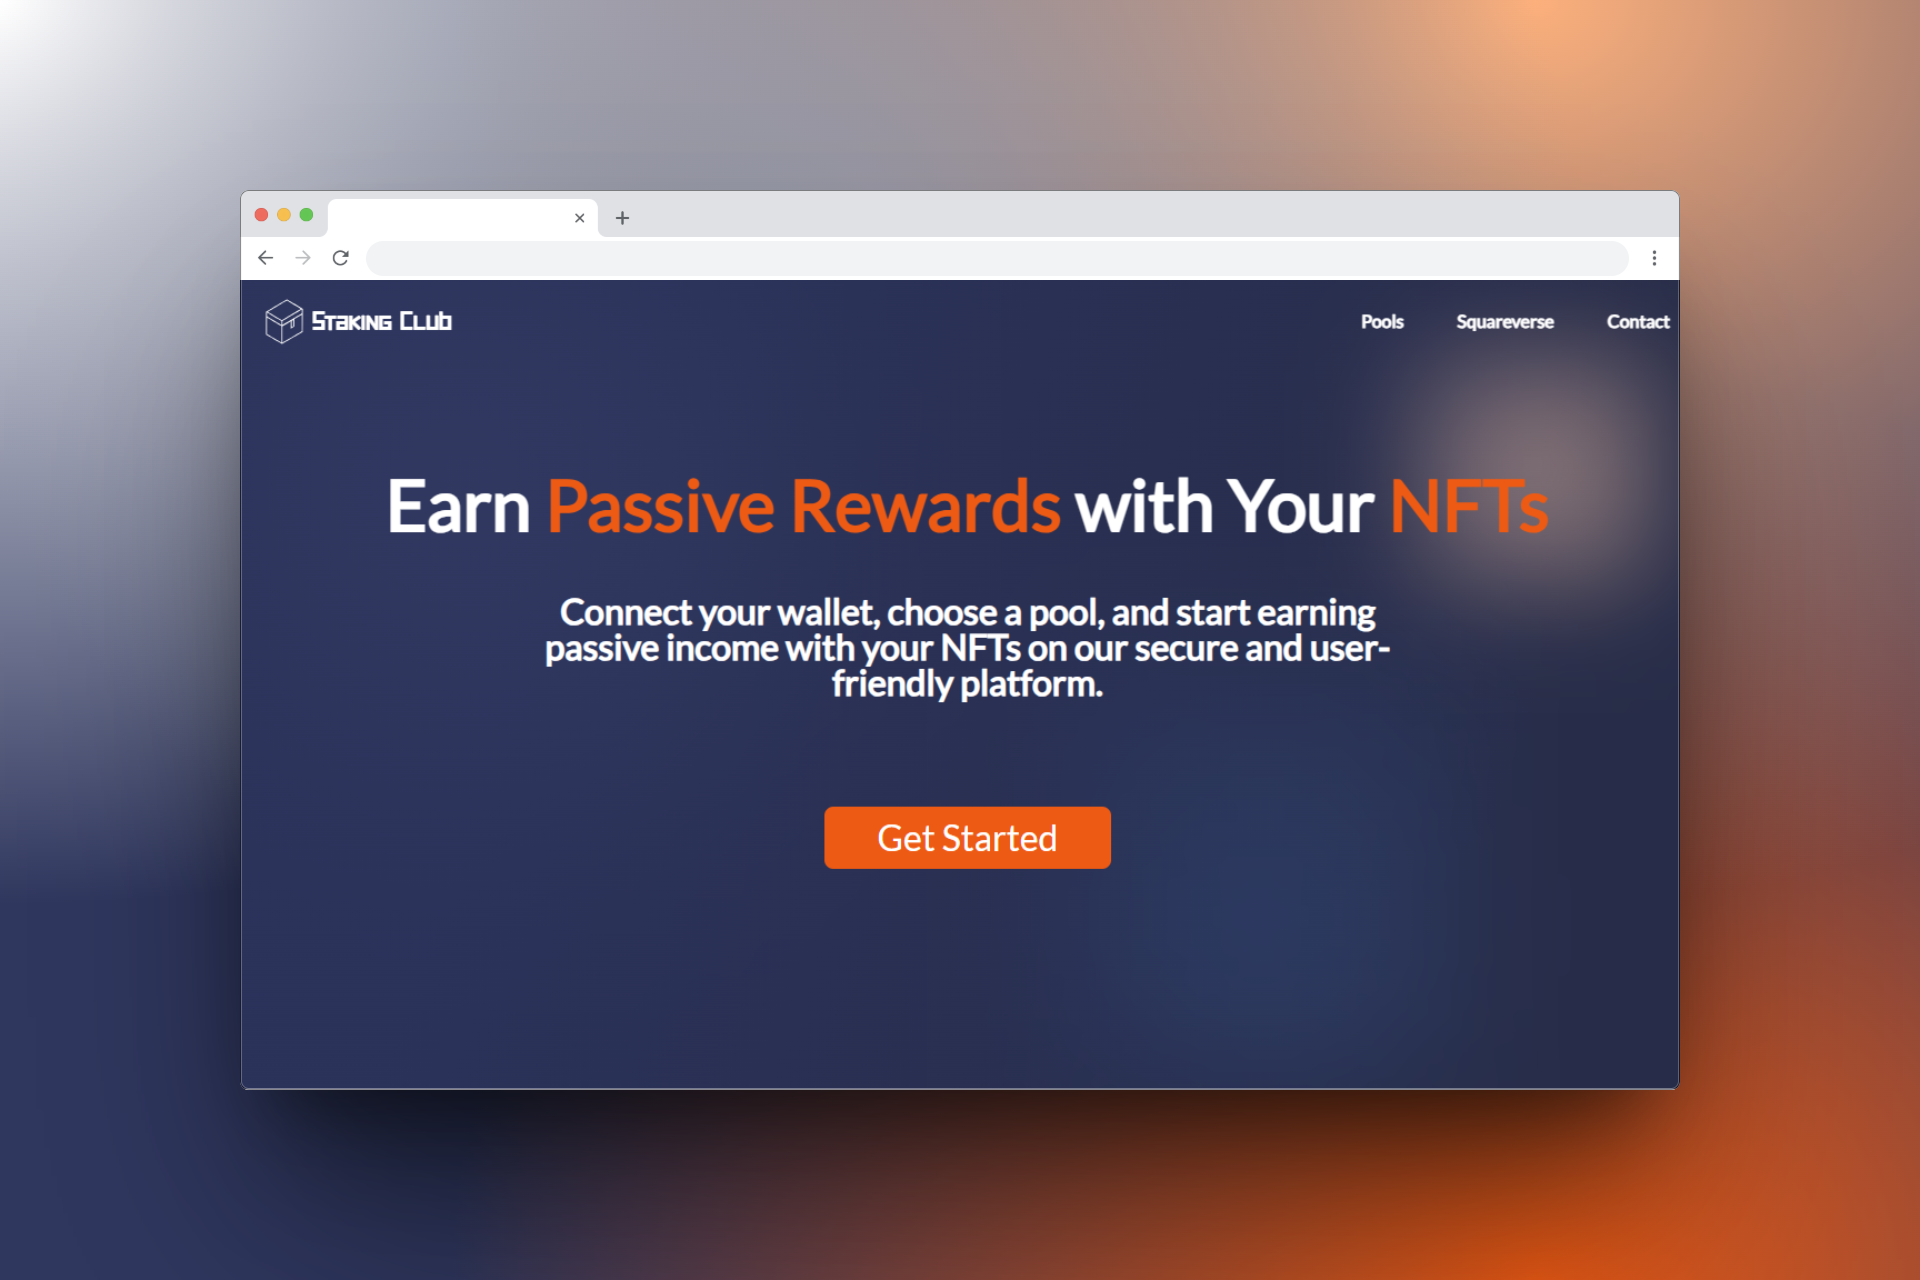 Staking Club
Pools Squareverse Contact
Earn Passive Rewards with Your NFTs
Connect your wallet, choose a pool, and start earning
passive income with your NFTs on our secure and user-
friendly platform.
Get Started